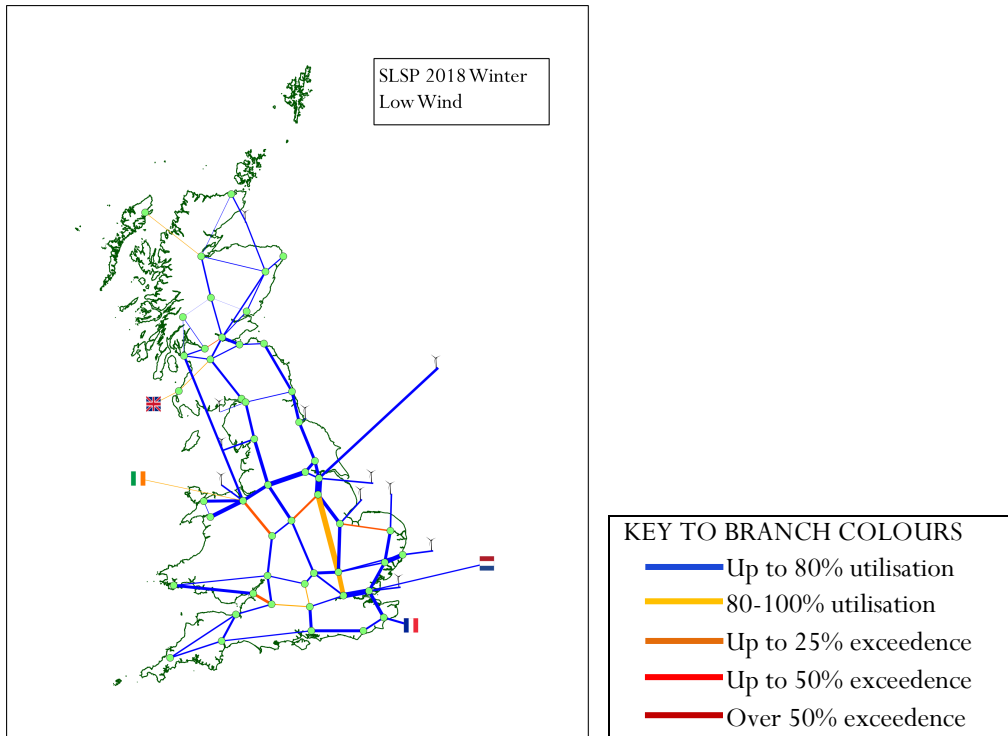 SLSP 2018 Winter
Low Wind
KEY TO BRANCH COLOURS
Up to 80% utilisation
80-100% utilisation
Up to 25% exceedence
Up to 50% exceedence
Over 50% exceedence